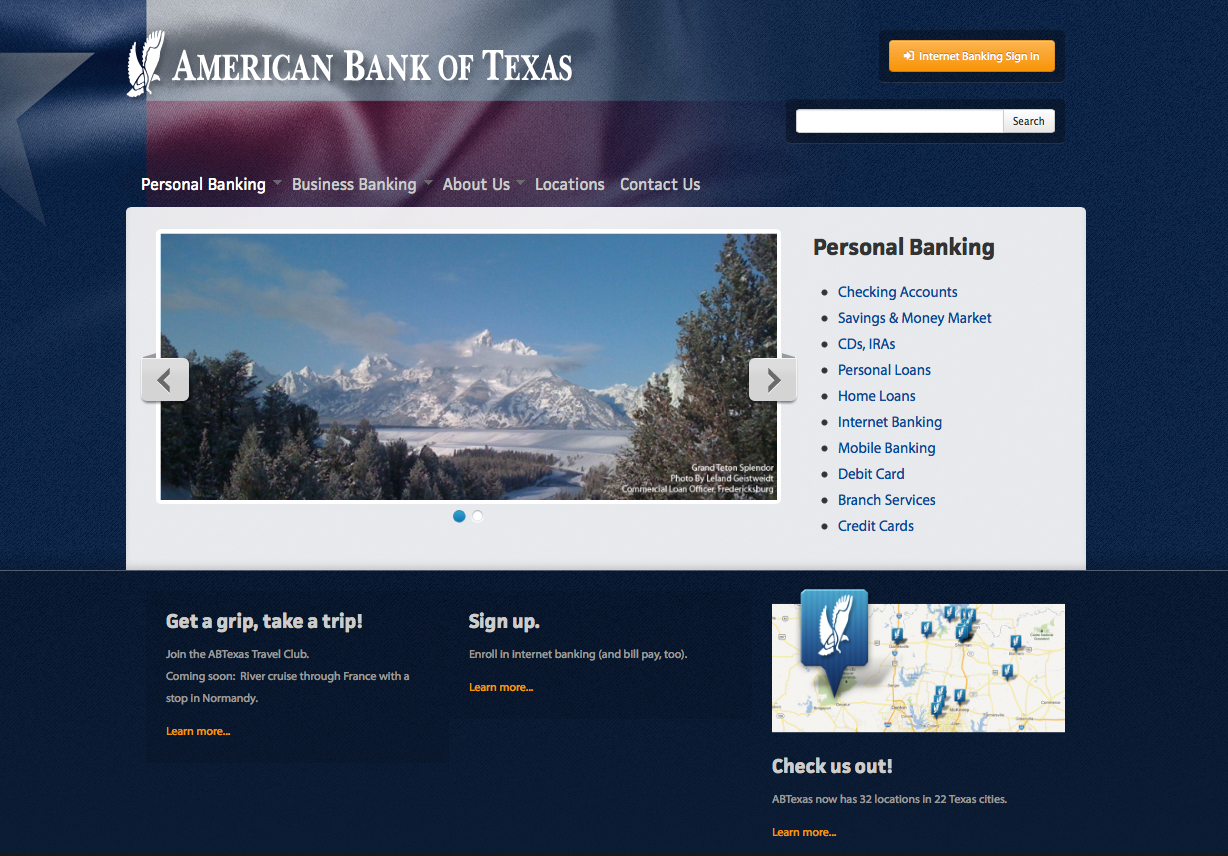 AMERICAN BANK OF TEXAS
Internet Banking Sign In
Search
Personal Banking Business Banking About Us Locations Contact Us
Grand Teton Splendor
Photo By Leland Geistweidt
Commercial Loan Officer, Fredericksburg
Personal Banking
Checking Accounts
Savings & Money Market
CDs, IRAs
Personal Loans
Home Loans
Internet Banking
Mobile Banking
Debit Card
Branch Services
Credit Cards
Get a grip, take a trip!
Join the ABTexas Travel Club.
Coming soon: River cruise through France with a
stop in Normandy.
Learn more...
Sign up.
Enroll in internet banking (and bill pay, too).
Learn more...
Check us out!
ABTexas now has 32 locations in 22 Texas cities.
Learn more...